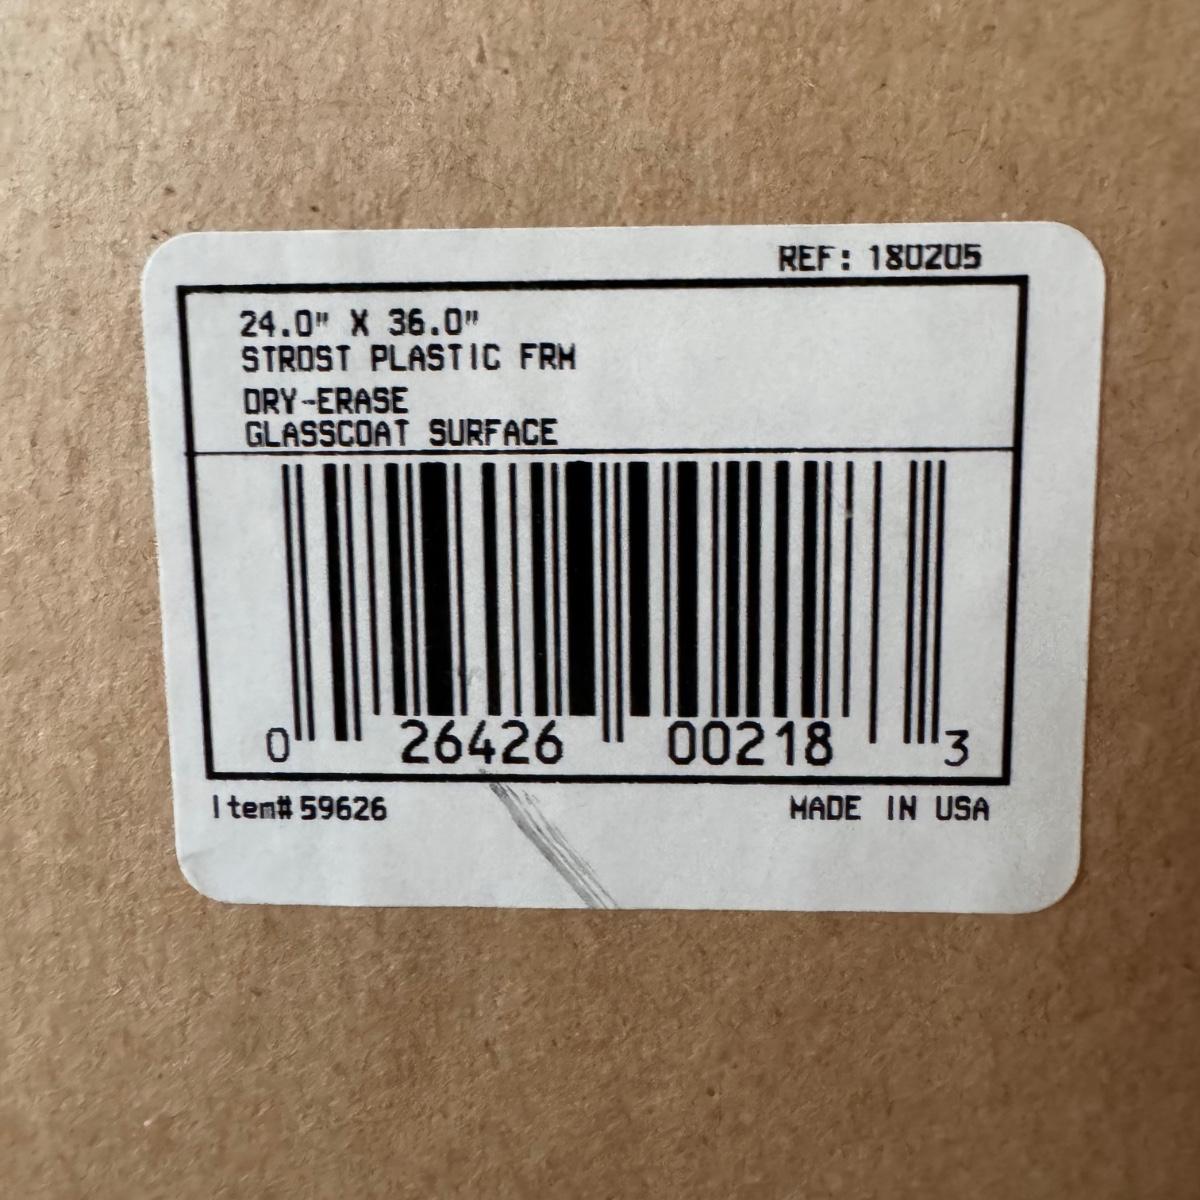 REF: 180205
24.0" X 36.0"
STRDST PLASTIC FRM
DRY-ERASE
GLASSCOAT SURFACE
0 26426 00218 3
Item# 59626
MADE IN USA